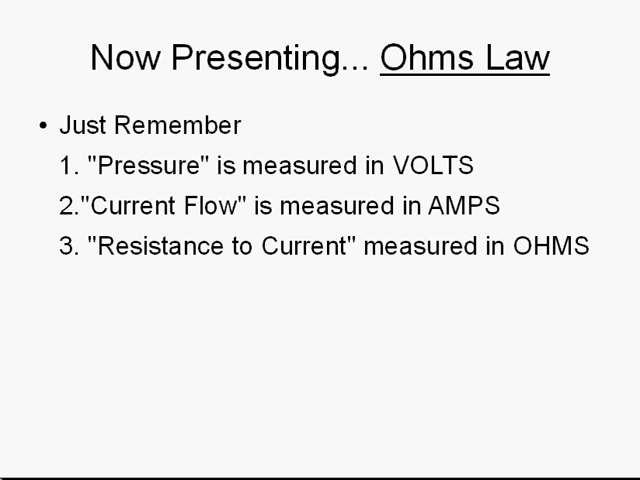 Now Presenting... Ohms Law
• Just Remember
1. "Pressure" is measured in VOLTS
2."Current Flow" is measured in AMPS
3. "Resistance to Current" measured in OHMS